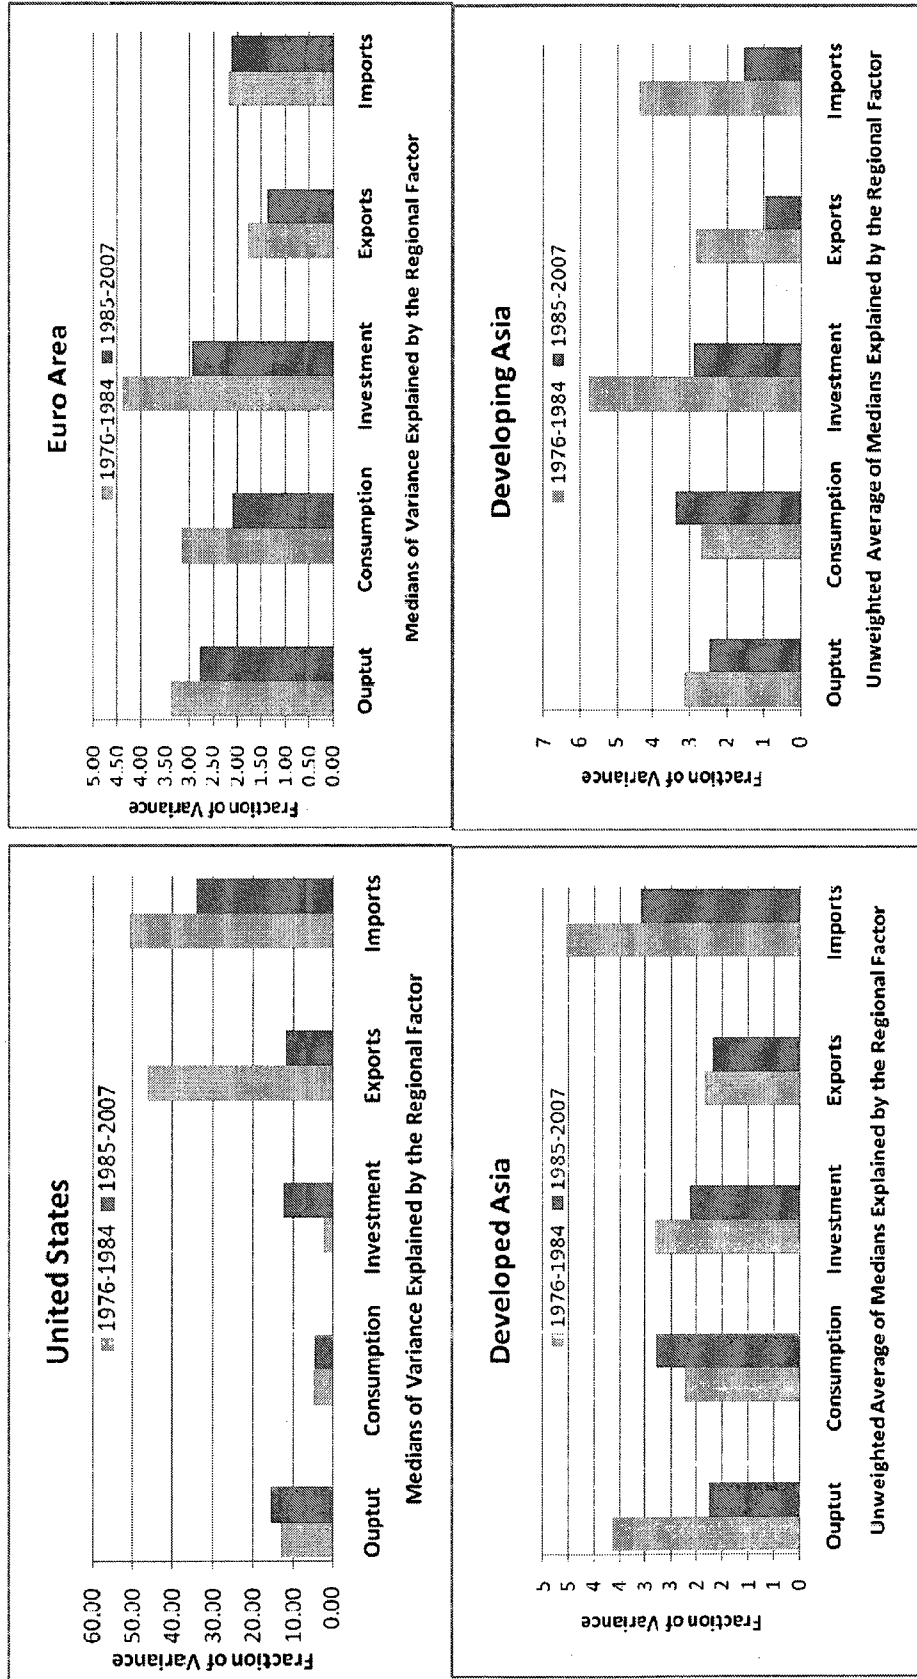 United States
1976-1984 1985-2007
60.00
50.00
40.00
30.00
20.00
10.00
0.00
Fraction of Variance
Ouptut Consumption Investment Exports Imports
Medians of Variance Explained by the Regional Factor
Euro Area
1976-1984 1985-2007
5.00
4.50
4.00
3.50
3.00
2.50
2.00
1.50
1.00
0.50
0.00
Fraction of Variance
Ouptut Consumption Investment Exports Imports
Medians of Variance Explained by the Regional Factor
Developed Asia
1976-1984 1985-2007
5
5
4
4
3
3
2
2
1
1
0
Fraction of Variance
Ouptut Consumption Investment Exports Imports
Unweighted Average of Medians Explained by the Regional Factor
Developing Asia
1976-1984 1985-2007
7
6
5
4
3
2
1
0
Fraction of Variance
Ouptut Consumption Investment Exports Imports
Unweighted Average of Medians Explained by the Regional Factor